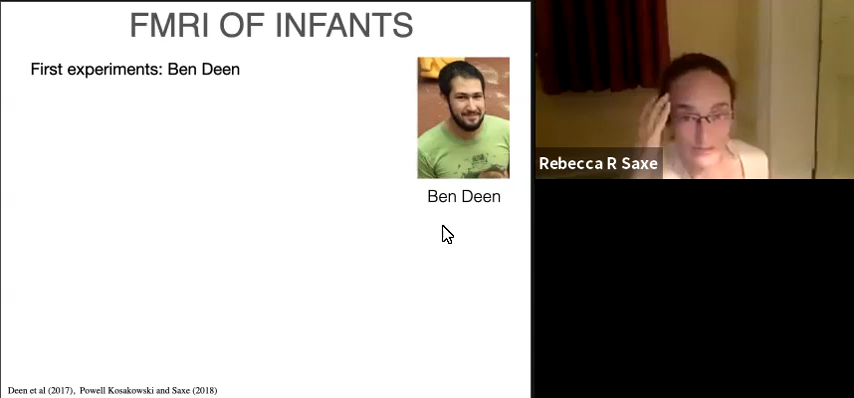 FMRI OF INFANTS
First experiments: Ben Deen
Ben Deen
Deen et al (2017), Powell Kosakowski and Saxe (2018)
Rebecca R Saxe